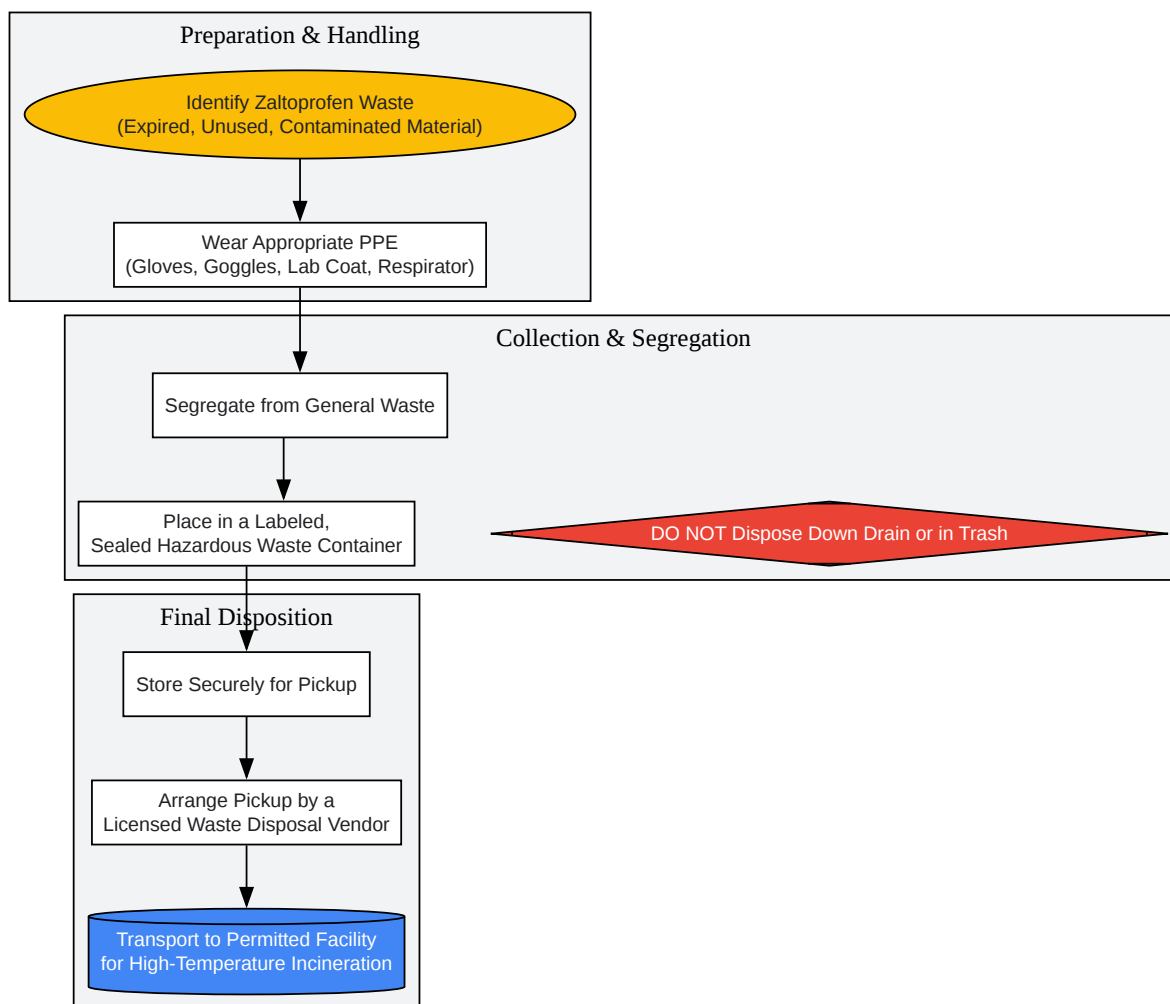 Preparation & Handling
Identify Zaltoprofen Waste
(Expired, Unused, Contaminated Material)
Wear Appropriate PPE
(Gloves, Goggles, Lab Coat, Respirator)
Collection & Segregation
Segregate from General Waste
Place in a Labeled,
Sealed Hazardous Waste Container
DO NOT Dispose Down Drain or in Trash
Final Disposition
Store Securely for Pickup
Arrange Pickup by a
Licensed Waste Disposal Vendor
Transport to Permitted Facility
for High-Temperature Incineration